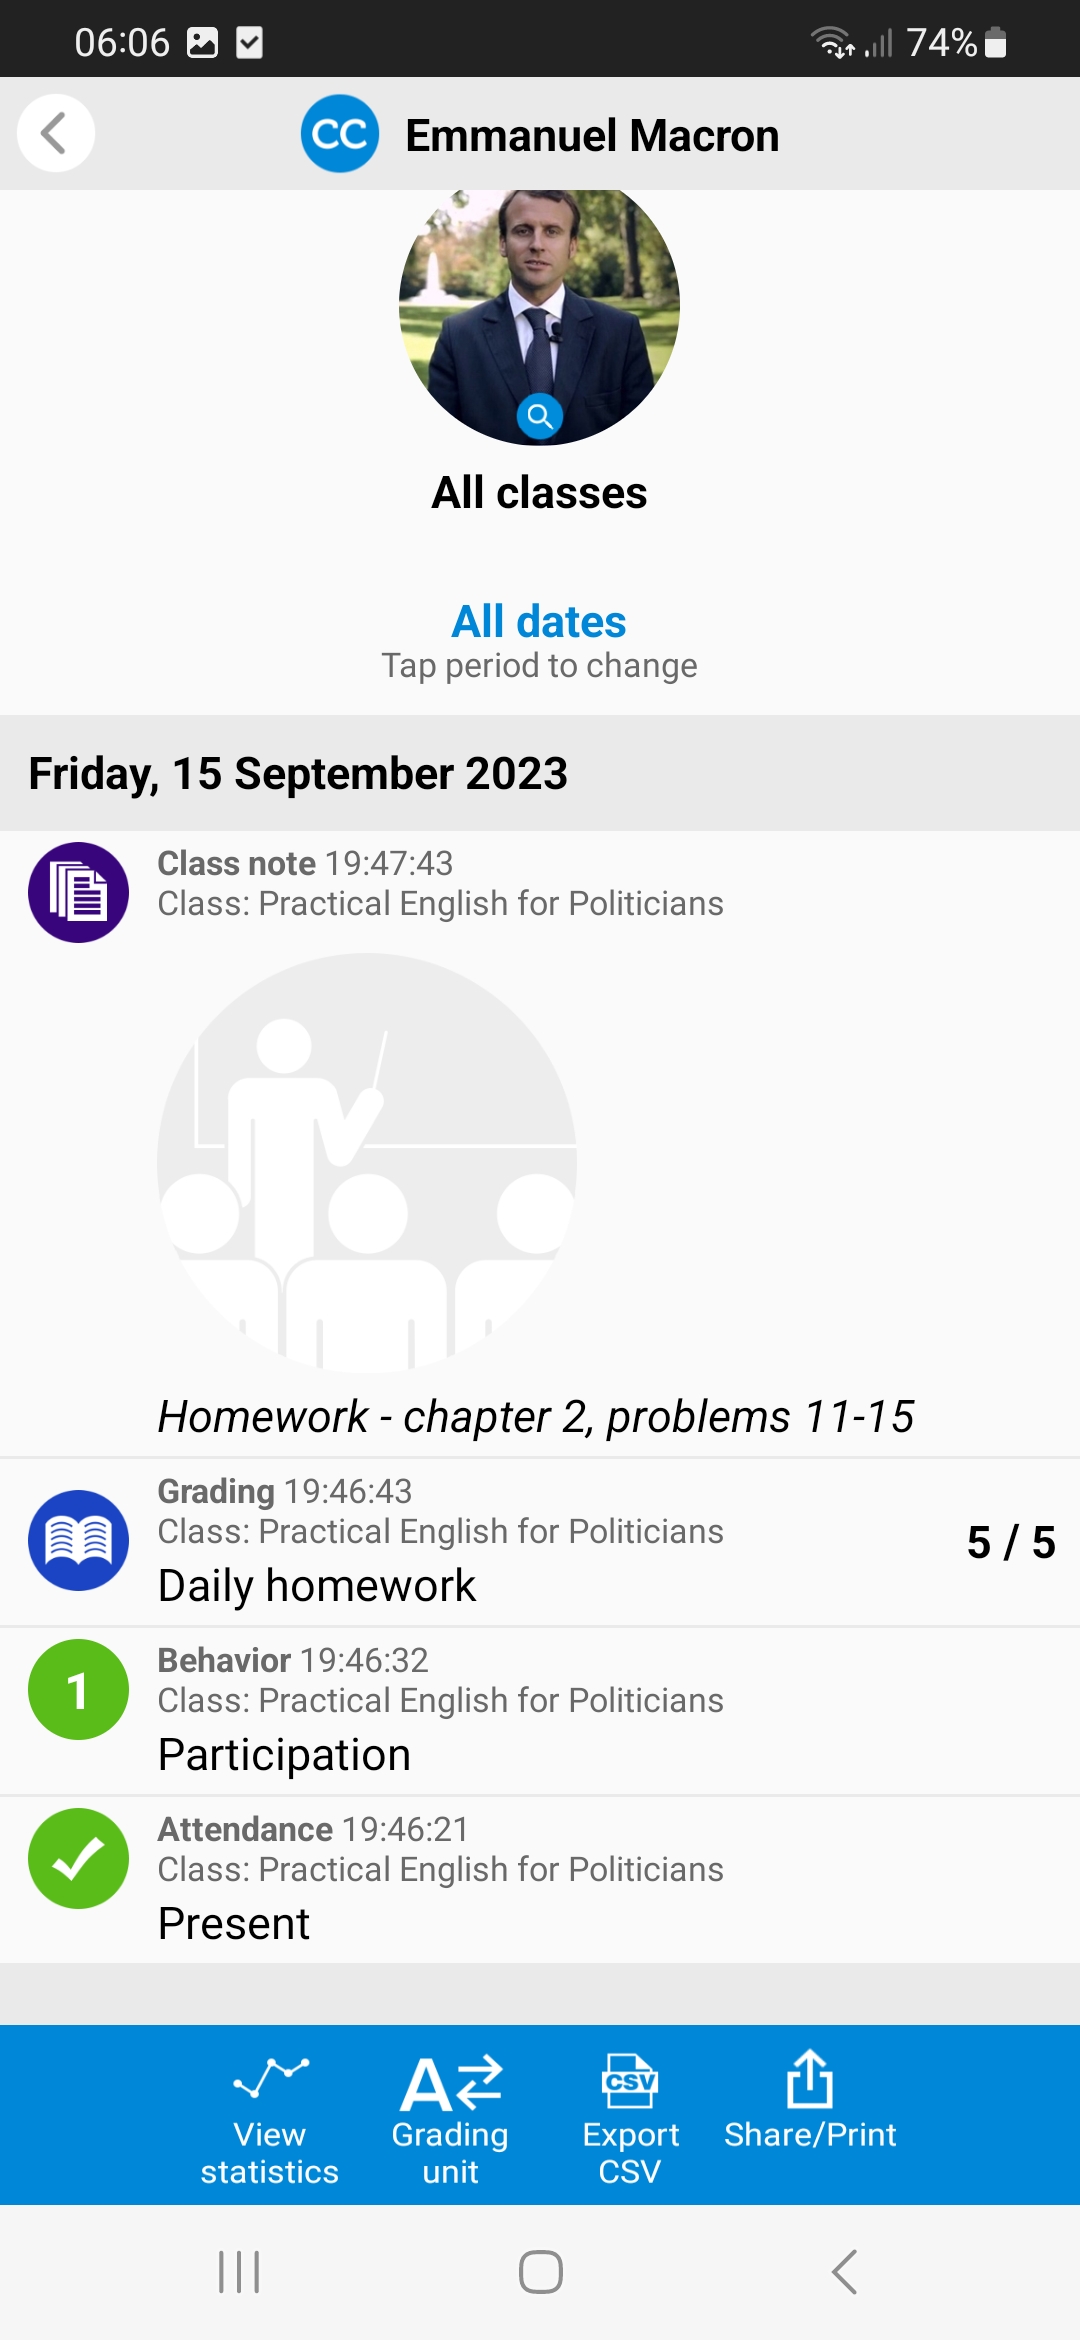 06:06
74%
CC Emmanuel Macron
All classes
All dates
Tap period to change
Friday, 15 September 2023
Class note 19:47:43
Class: Practical English for Politicians
Homework - chapter 2, problems 11-15
Grading 19:46:43
Class: Practical English for Politicians
5 / 5
Daily homework
1
Behavior 19:46:32
Class: Practical English for Politicians
Participation
Attendance 19:46:21
Class: Practical English for Politicians
Present
View
statistics
A
Grading
unit
CSV
Export
CSV
Share/Print